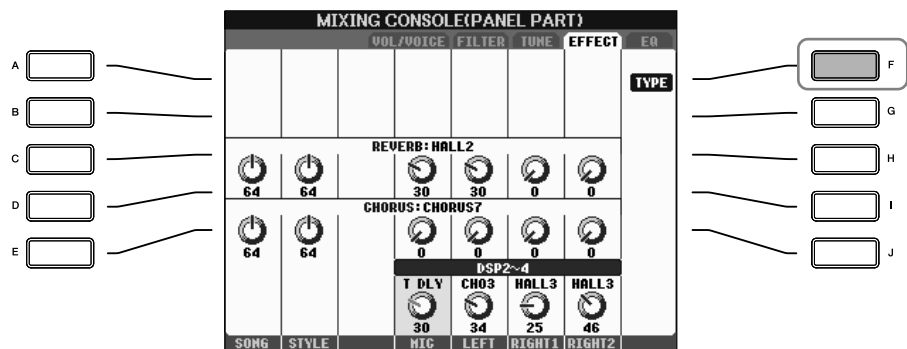 MIXING CONSOLE(PANEL PART)
VOL/VOICE FILTER TUNE EFFECT EQ
A
B
C
D
E
F
G
H
I
J
TYPE
REVERB:HALL2
64 64 30 30 0 0
CHORUS:CHORUS7
64 64 0 0 0 0
DSP2~4
T DLY CHO3 HALL3 HALL3
30 34 25 46
SONG STYLE MIC LEFT RIGHT1 RIGHT2